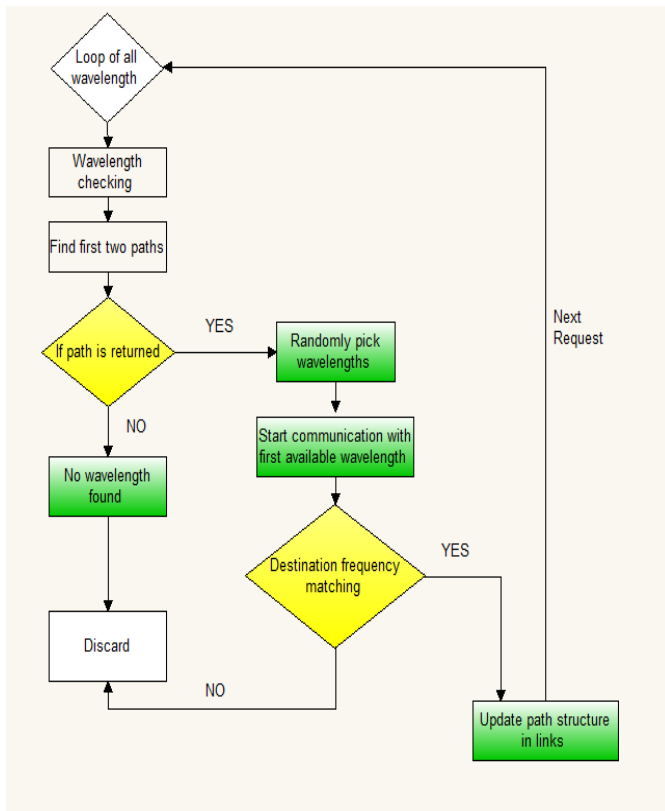 Loop of all
wavelength
Wavelength
checking
Find first two paths
If path is returned
YES
Randomly pick
wavelengths
Next
Request
NO
Start communication with
first available wavelength
No wavelength
found
Destination frequency
matching
YES
Discard
NO
Update path structure
in links